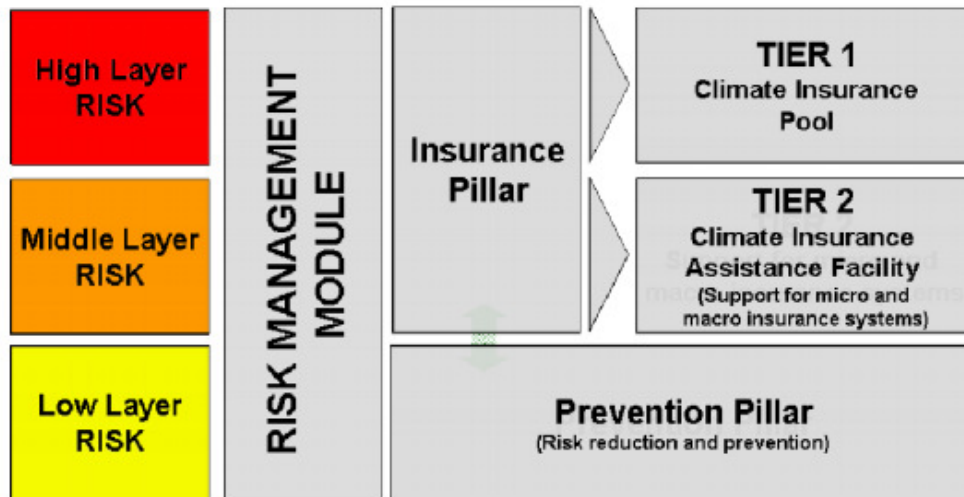 High Layer
RISK
Middle Layer
RISK
Low Layer
RISK
RISK MANAGEMENT
MODULE
Insurance
Pillar
TIER 1
Climate Insurance
Pool
TIER 2
Climate Insurance
Assistance Facility
(Support for micro and
macro insurance systems)
Prevention Pillar
(Risk reduction and prevention)